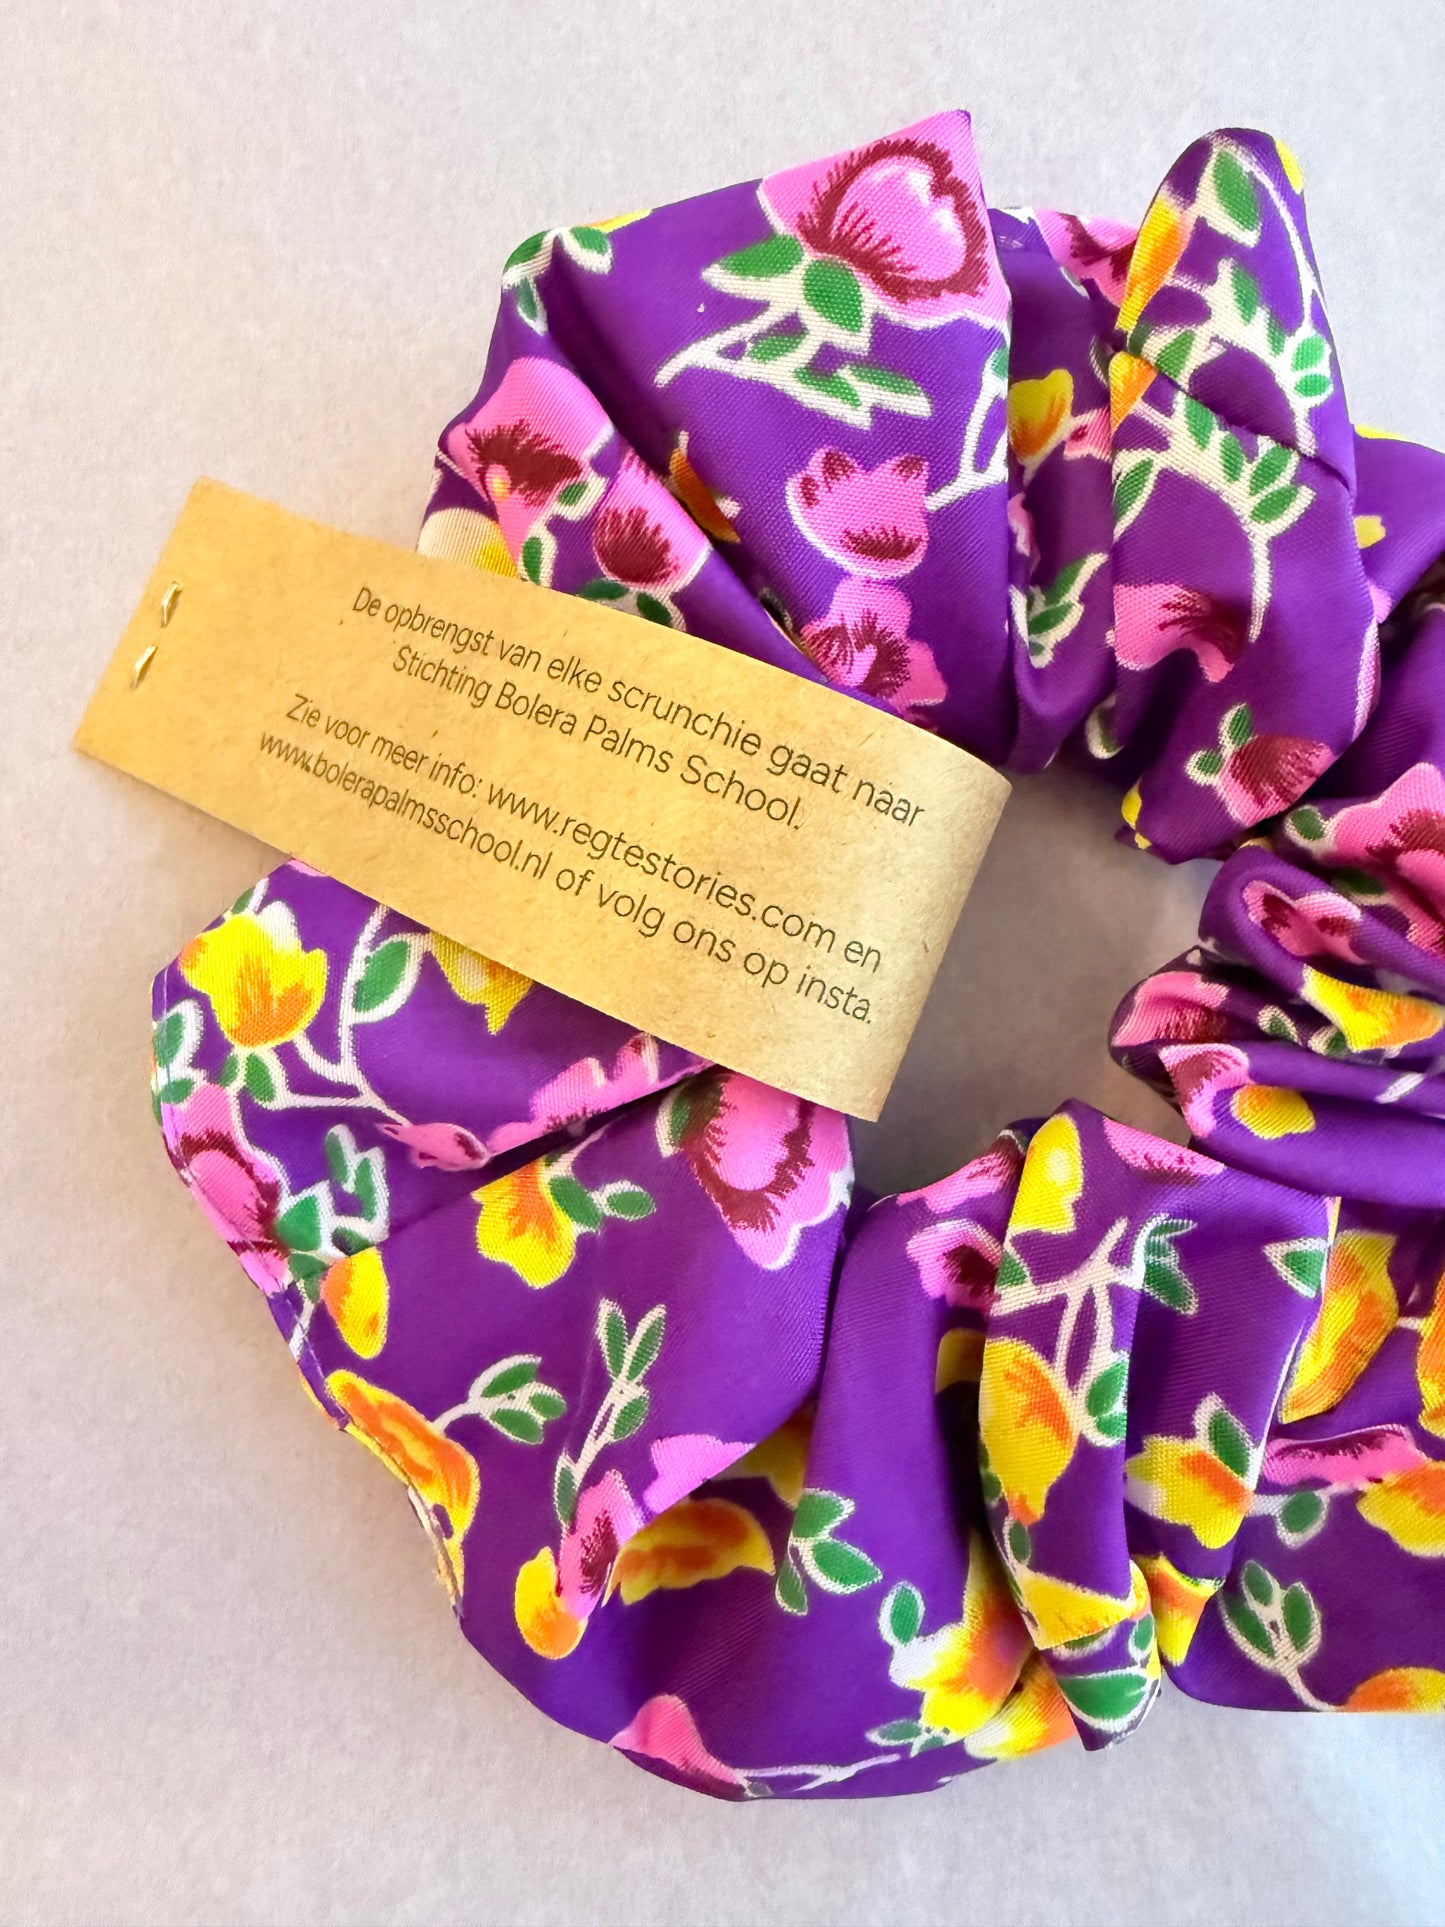 De opbrengst van elke scrunchie gaat naar
Stichting Bolera Palms School.
Zie voor meer info: www.regtestories.com en
www.bolerapalmsschool.nl of volg ons op insta.